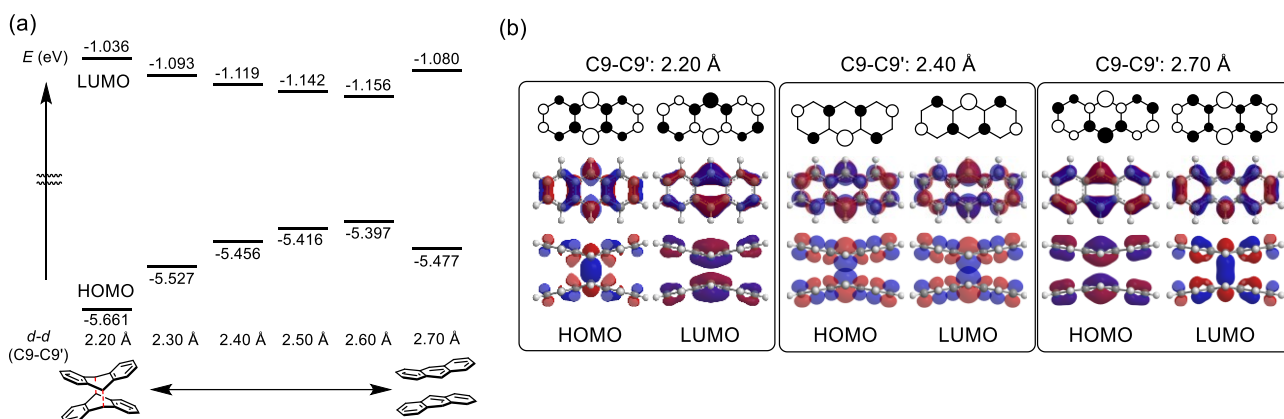 (a)
E (eV)
-1.036
-1.093
-1.119
-1.142
-1.156
-1.080
LUMO
-5.661
-5.527
-5.456
-5.416
-5.397
-5.477
HOMO
d-d
(C9-C9')
2.20 Å
2.30 Å
2.40 Å
2.50 Å
2.60 Å
2.70 Å
(b)
C9-C9': 2.20 Å
HOMO
LUMO
C9-C9': 2.40 Å
HOMO
LUMO
C9-C9': 2.70 Å
HOMO
LUMO